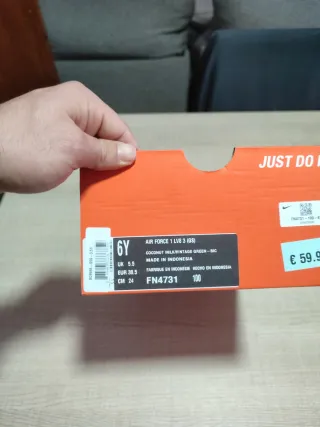 JUST DO I
6Y
AIR FORCE 1 LV8 3 (GS)
COCONUT MILK/VINTAGE GREEN-BIC
MADE IN INDONESIA
FABRIQUE EN INDONESIE HECHO EN INDONESIA
UK 5.5
EUR 38.5
CM 24
FN4731 100
€ 59.9